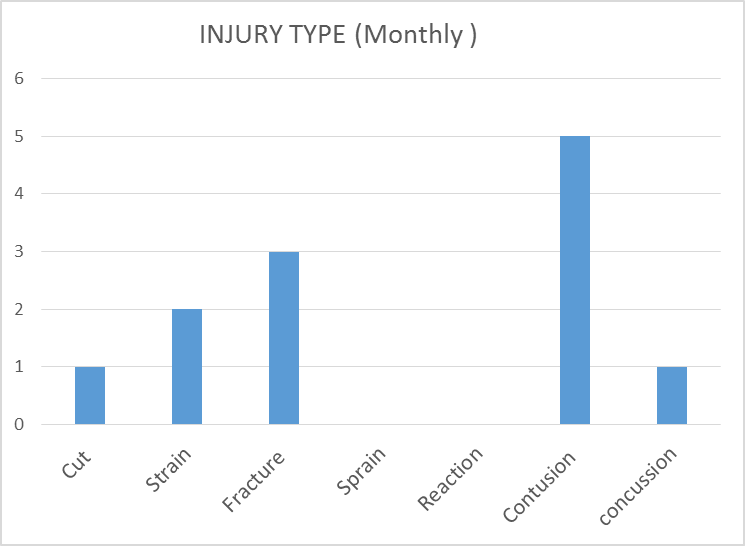 INJURY TYPE (Monthly )
6
5
4
3
2
1
0
Cut
Strain
Fracture
Sprain
Reaction
Contusion
concussion